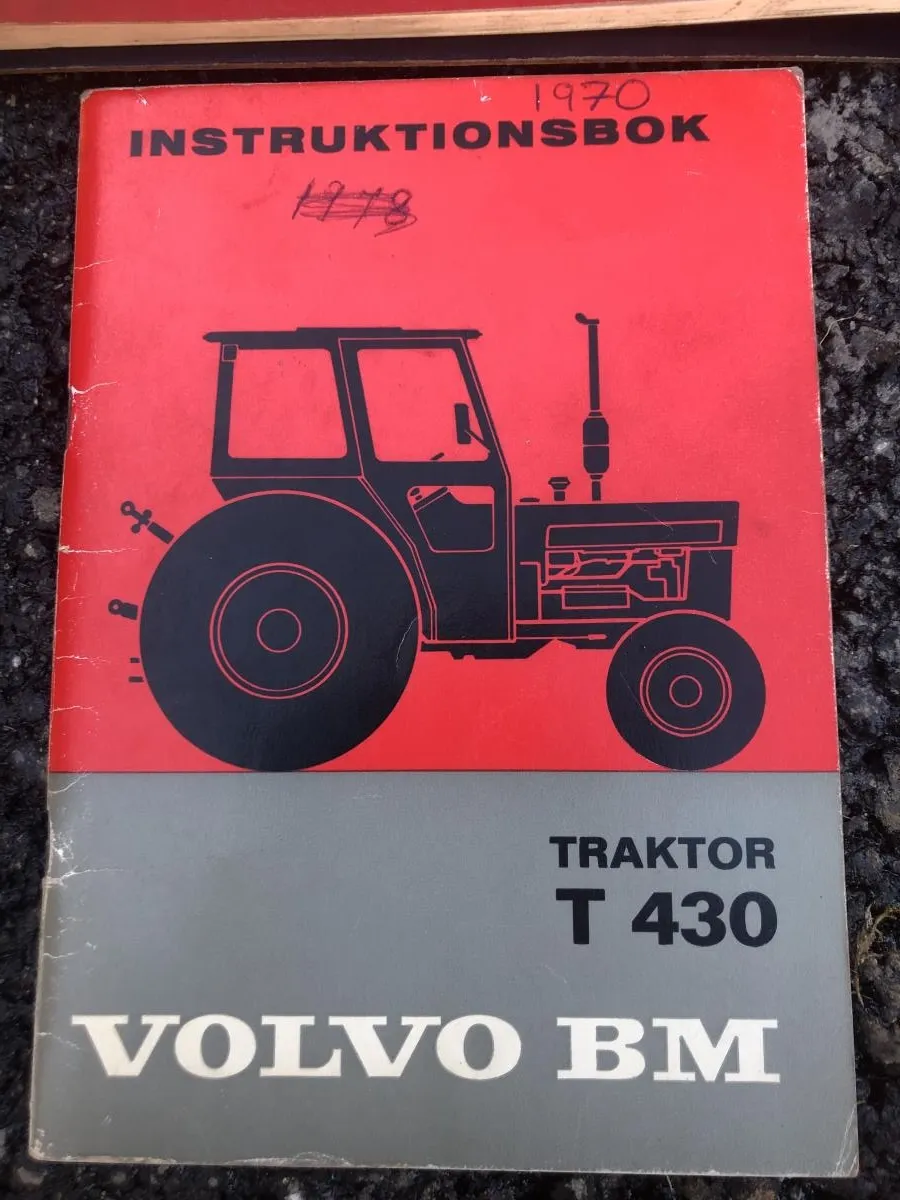 1970
INSTRUKTIONSBOK
1978
TRAKTOR
T 430
VOLVO BM